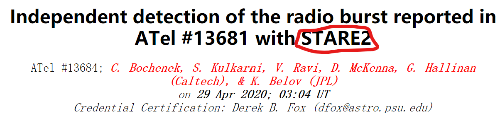 Independent detection of the radio burst reported in
ATel #13681 with STARE2
ATel #13684; C. Bochenek, S. Kulkarni, V. Ravi, D. McKenna, G. Hallinan
(Caltech), & K. Belov (JPL)
on 29 Apr 2020; 03:04 UT
Credential Certification: Derek B. Fox (dfox@astro.psu.edu)